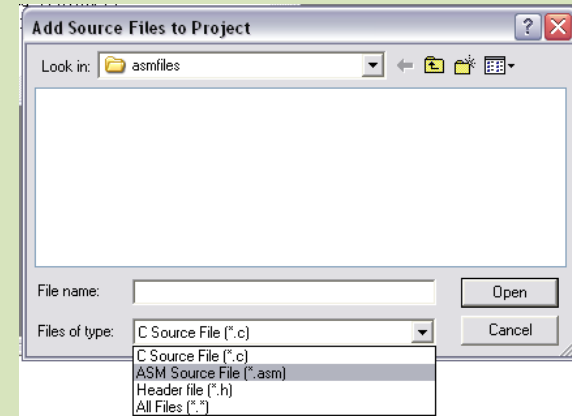 Add Source Files to Project
Look in: asmfiles
File name:
Open
Files of type: C Source File (*.c)
Cancel
C Source File (*.c)
ASM Source File (*.asm)
Header file (*.h)
All Files (*.*)